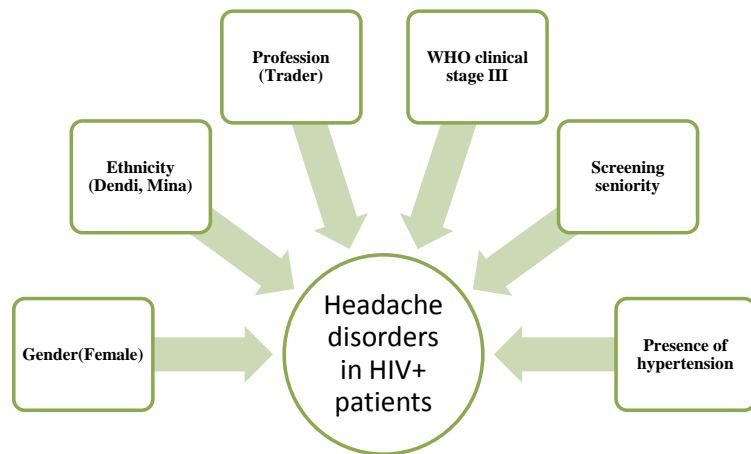 Profession
(Trader)
WHO clinical
stage III
Ethnicity
(Dendi, Mina)
Screening
seniority
Gender(Female)
Headache
disorders
in HIV+
patients
Presence of
hypertension